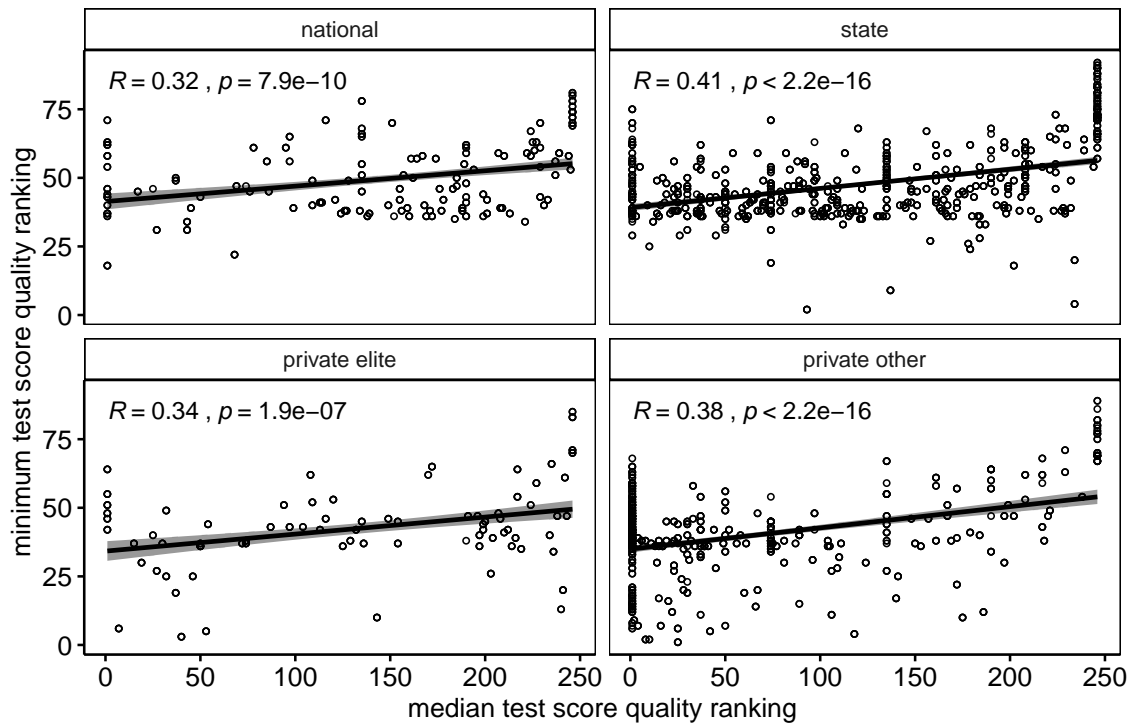 national
state
R = 0.32 , p = 7.9e−10
R = 0.41 , p < 2.2e−16
75
50
25
0
private elite
private other
R = 0.34 , p = 1.9e−07
R = 0.38 , p < 2.2e−16
75
50
25
0
minimum test score quality ranking
0 50 100 150 200 250 0 50 100 150 200 250
median test score quality ranking